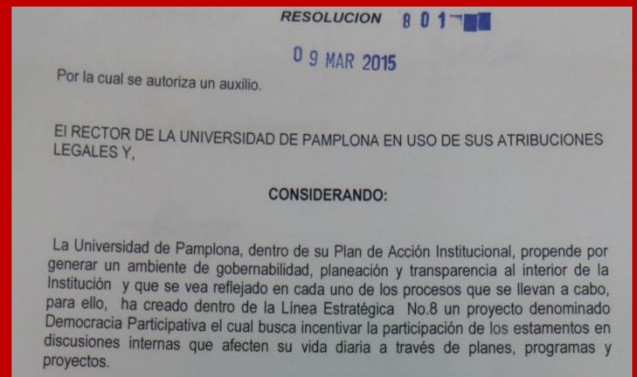 RESOLUCION 801
09 MAR 2015
Por la cual se autoriza un auxilio.
El RECTOR DE LA UNIVERSIDAD DE PAMPLONA EN USO DE SUS ATRIBUCIONES
LEGALES Y,
CONSIDERANDO:
La Universidad de Pamplona, dentro de su Plan de Acción Institucional, propende por
generar un ambiente de gobernabilidad, planeación y transparencia al interior de la
Institución y que se vea reflejado en cada uno de los procesos que se llevan a cabo,
para ello, ha creado dentro de la Línea Estratégica No.8 un proyecto denominado
Democracia Participativa el cual busca incentivar la participación de los estamentos en
discusiones internas que afecten su vida diaria a través de planes, programas y
proyectos.